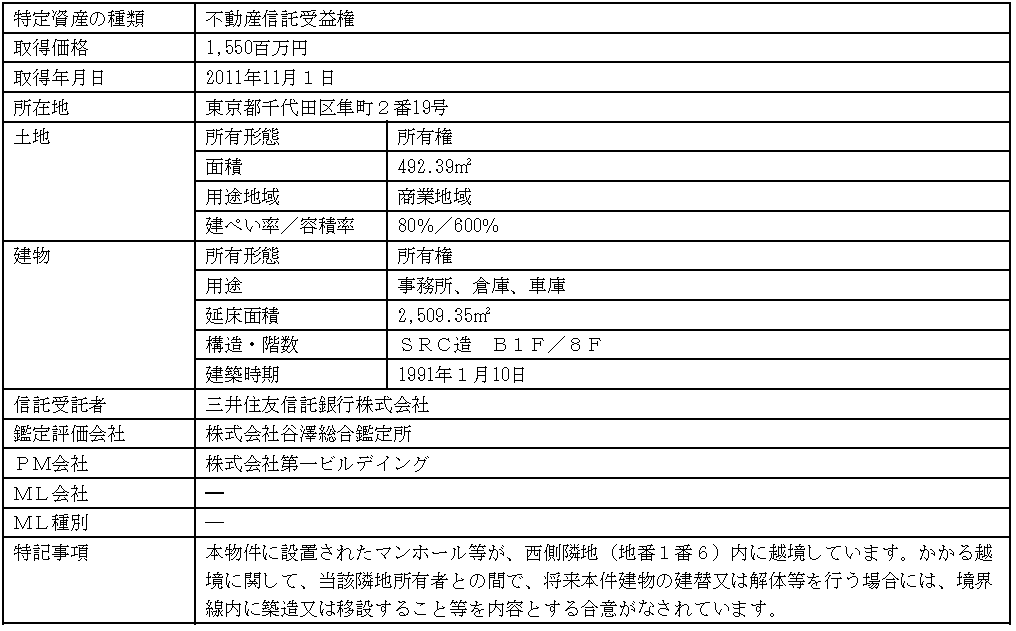 特定資産の種類 不動産信託受益権
取得価格 1,550百万円
取得年月日 2011年11月１日
所在地 東京都千代田区隼町２番19号
土地 所有形態 所有権
面積 492.39㎡
用途地域 商業地域
建ぺい率／容積率 80％／600％
建物 所有形態 所有権
用途 事務所、倉庫、車庫
延床面積 2,509.35㎡
構造・階数 ＳＲＣ造　Ｂ１Ｆ／８Ｆ
建築時期 1991年１月10日
信託受託者 三井住友信託銀行株式会社
鑑定評価会社 株式会社谷澤総合鑑定所
ＰＭ会社 株式会社第一ビルデイング
ＭＬ会社 ―
ＭＬ種別 ―
特記事項 本物件に設置されたマンホール等が、西側隣地（地番１番６）内に越境しています。かかる越
境に関して、当該隣地所有者との間で、将来本件建物の建替又は解体等を行う場合には、境界
線内に築造又は移設すること等を内容とする合意がなされています。